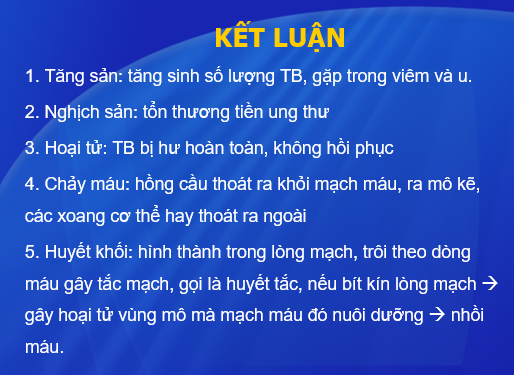 KẾT LUẬN
1. Tăng sản: tăng sinh số lượng TB, gặp trong viêm và u.
2. Nghịch sản: tổn thương tiền ung thư
3. Hoại tử: TB bị hư hoàn toàn, không hồi phục
4. Chảy máu: hồng cầu thoát ra khỏi mạch máu, ra mô kẽ,
các xoang cơ thể hay thoát ra ngoài
5. Huyết khối: hình thành trong lòng mạch, trôi theo dòng
máu gây tắc mạch, gọi là huyết tắc, nếu bít kín lòng mạch →
gây hoại tử vùng mô mà mạch máu đó nuôi dưỡng → nhồi
máu.